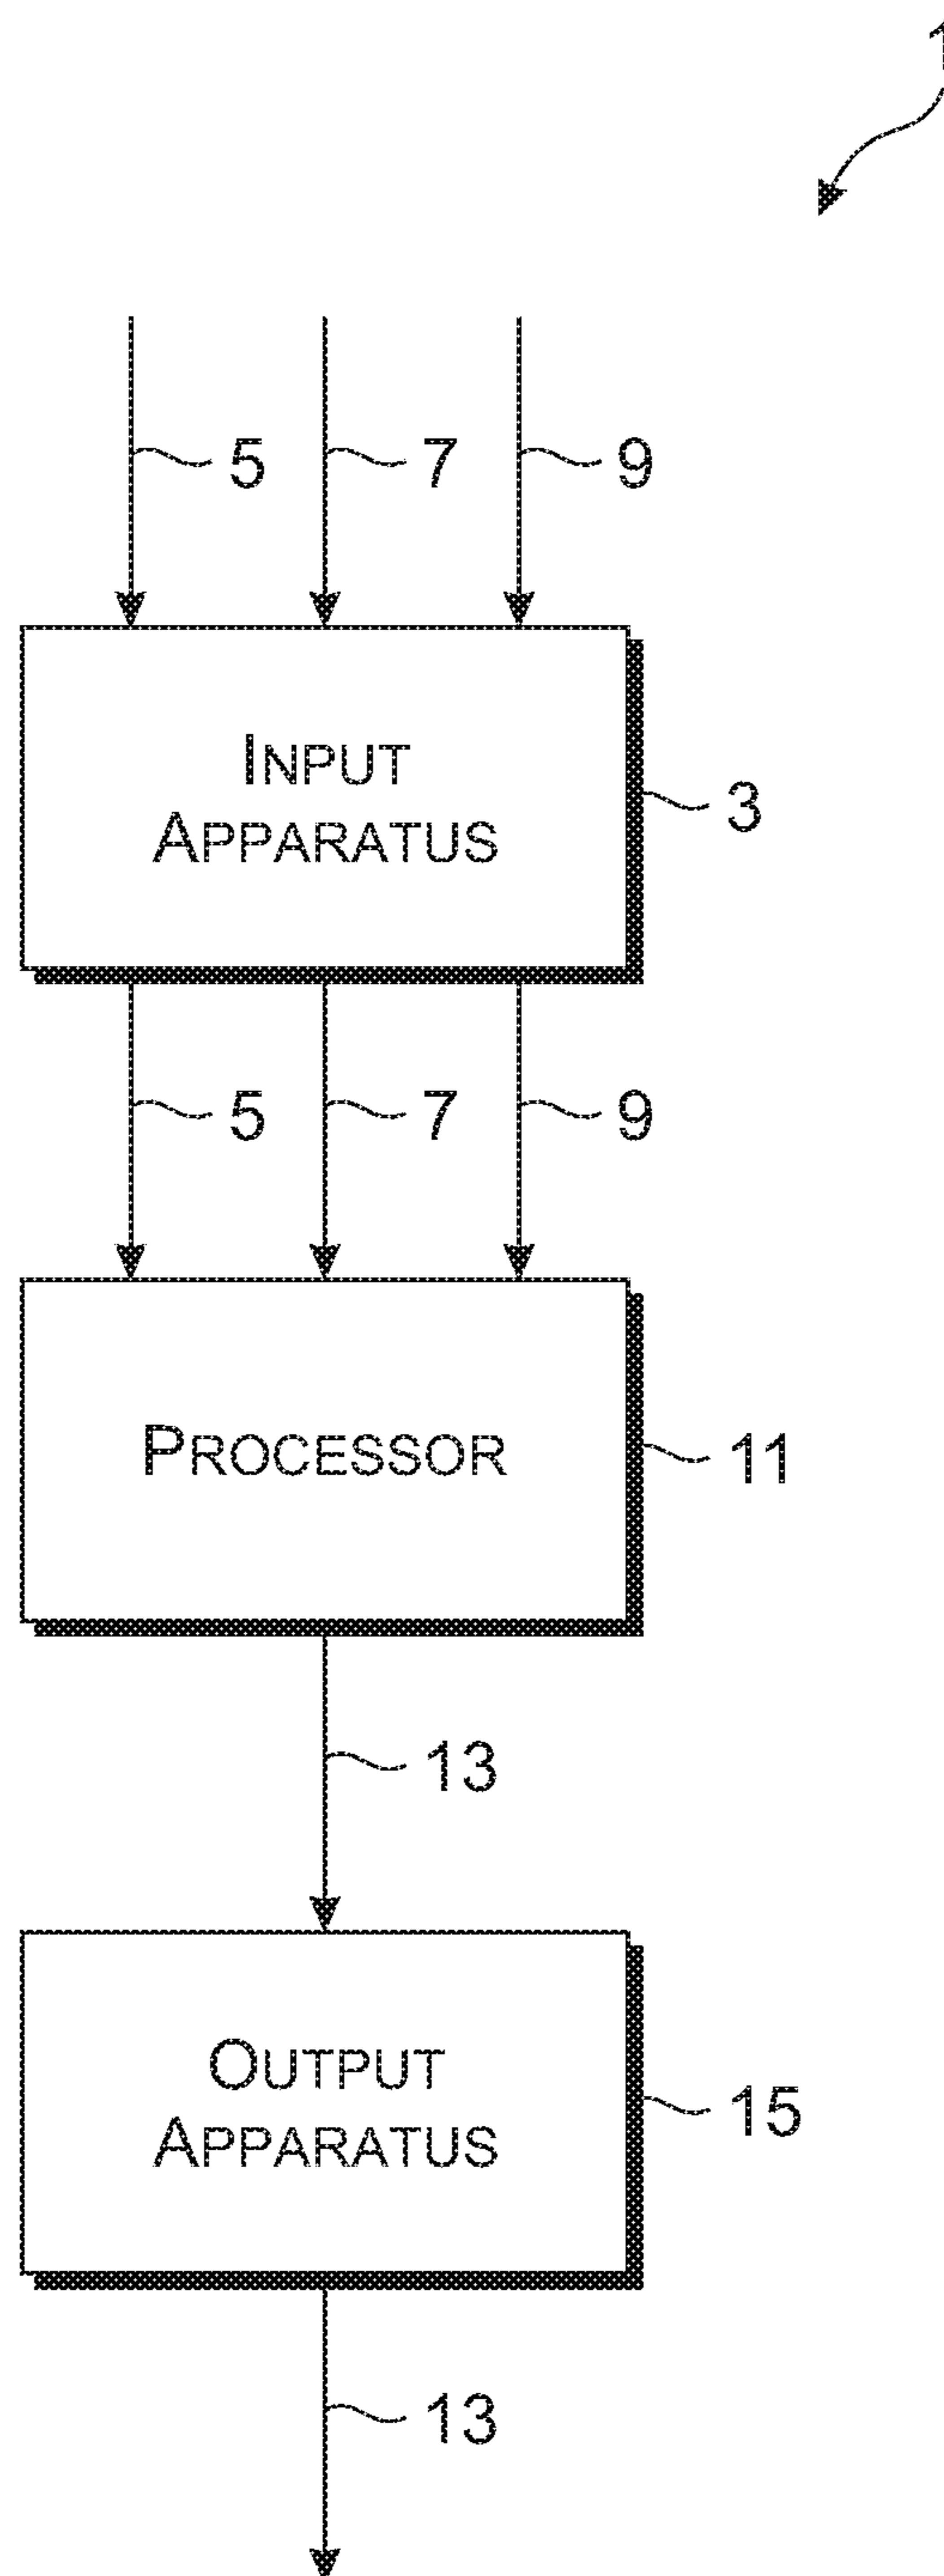 1
5 7 9
INPUT
APPARATUS
3
5 7 9
PROCESSOR
11
13
OUTPUT
APPARATUS
15
13